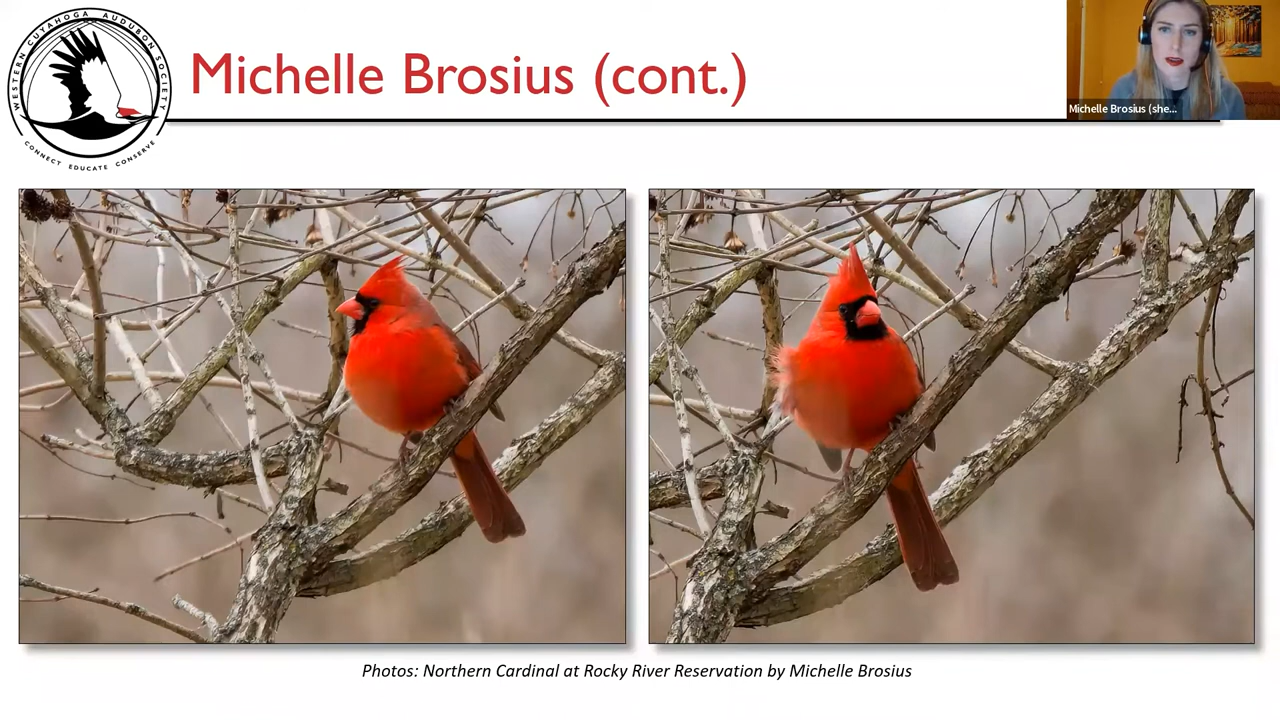 WESTERN CUYAHOGA AUDUBON SOCIETY
CONNECT EDUCATE CONSERVE
Michelle Brosius (cont.)
Michelle Brosius (she...
Photos: Northern Cardinal at Rocky River Reservation by Michelle Brosius